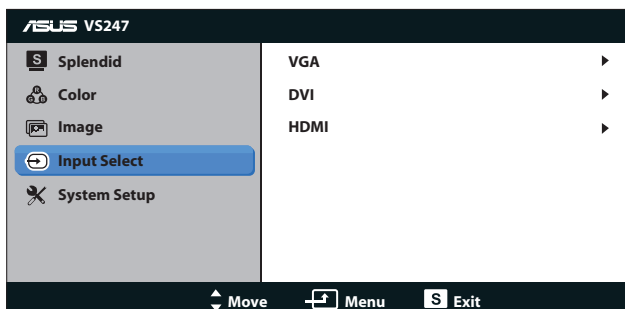 ASUS VS247
S Splendid
Color
Image
Input Select
System Setup
VGA
DVI
HDMI
Move Menu S Exit